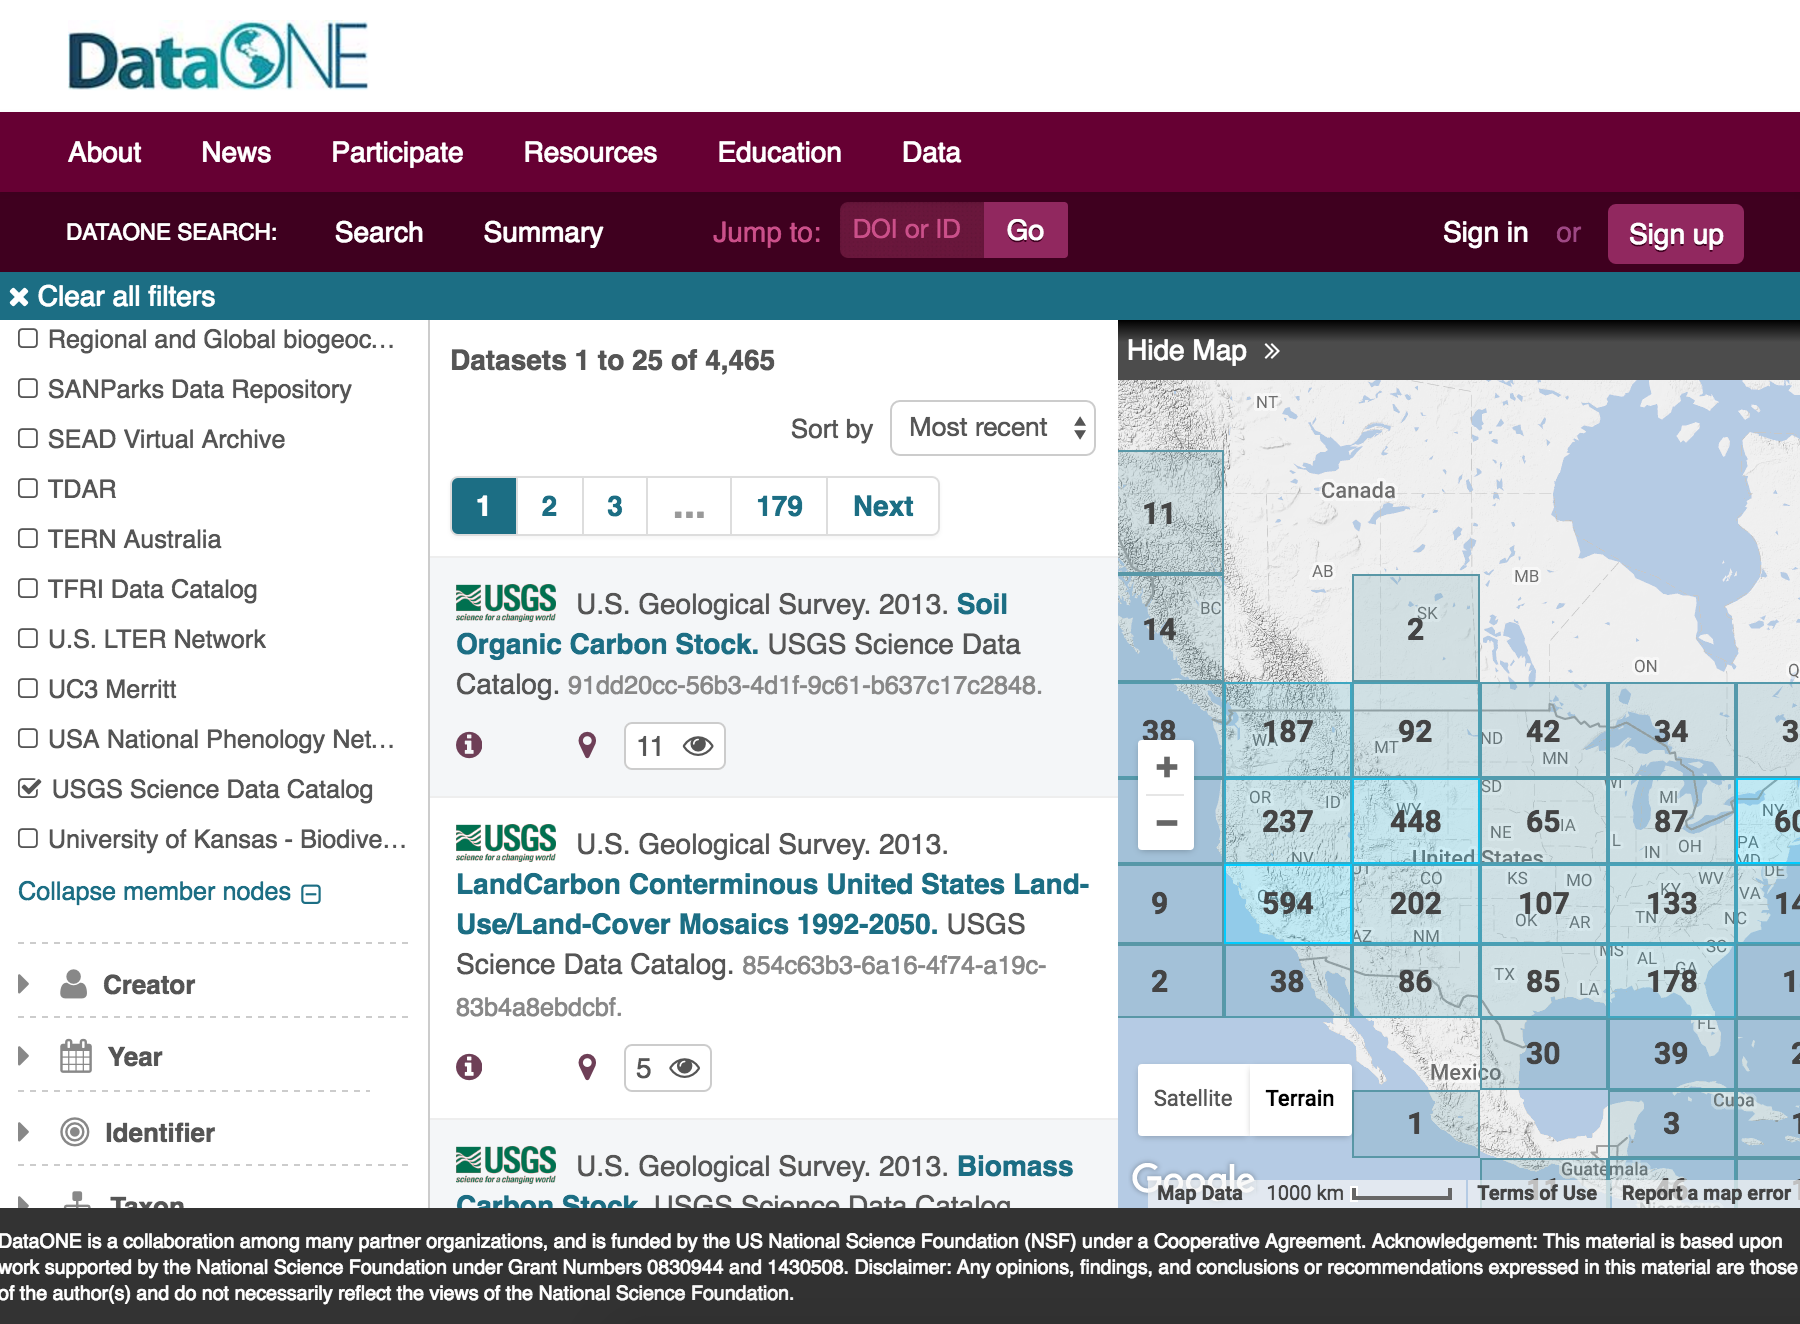 DataONE
About News Participate Resources Education Data
DATAONE SEARCH: Search Summary Jump to: DOI or ID Go Sign in or Sign up
Clear all filters
Regional and Global biogeoc...
SANParks Data Repository
SEAD Virtual Archive
TDAR
TERN Australia
TFRI Data Catalog
U.S. LTER Network
UC3 Merritt
USA National Phenology Net...
USGS Science Data Catalog
University of Kansas - Biodive...
Collapse member nodes
Creator
Year
Identifier
Taxon
Datasets 1 to 25 of 4,465
Sort by Most recent
1 2 3 ... 179 Next
USGS science for a changing world U.S. Geological Survey. 2013. Soil
Organic Carbon Stock. USGS Science Data
Catalog. 91dd20cc-56b3-4d1f-9c61-b637c17c2848.
11
USGS science for a changing world U.S. Geological Survey. 2013.
LandCarbon Conterminous United States Land-
Use/Land-Cover Mosaics 1992-2050. USGS
Science Data Catalog. 854c63b3-6a16-4f74-a19c-
83b4a8ebdcbf.
5
USGS science for a changing world U.S. Geological Survey. 2013. Biomass
Carbon Stock. USGS Science Data Catalog.
Hide Map
NT
Canada
11
AB MB
BC SK
14 2
ON
38 187 92 42 34
WA MT ND MN
+
OR ID WY SD MI NY
237 448 65 87
NE IA IN OH PA
−
NV United States MD DE
CO KS MO KY WV VA
9 594 202 107 133
OK AR TN NC
AZ NM MS AL GA SC
2 38 86 85 178
TX LA
FL
30 39
Mexico
Satellite Terrain
Cuba
1 3
Guatemala
Google
Map Data 1000 km Terms of Use Report a map error
DataONE is a collaboration among many partner organizations, and is funded by the US National Science Foundation (NSF) under a Cooperative Agreement. Acknowledgement: This material is based upon
work supported by the National Science Foundation under Grant Numbers 0830944 and 1430508. Disclaimer: Any opinions, findings, and conclusions or recommendations expressed in this material are those
of the author(s) and do not necessarily reflect the views of the National Science Foundation.